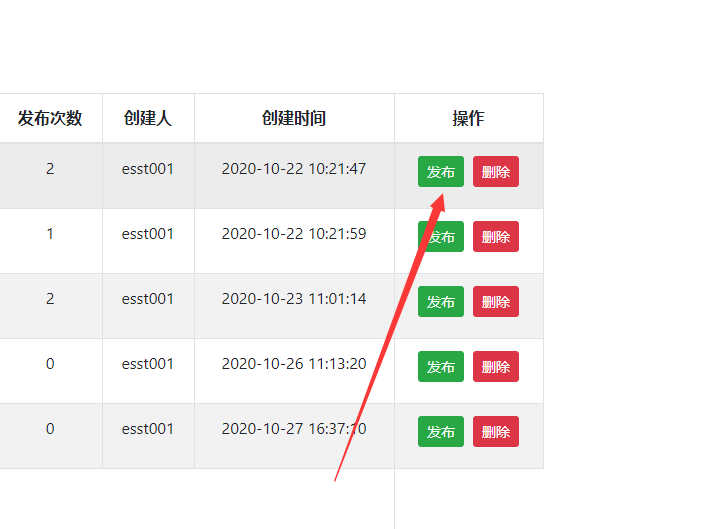 发布次数 创建人 创建时间 操作
2 esst001 2020-10-22 10:21:47 发布 删除
1 esst001 2020-10-22 10:21:59 发布 删除
2 esst001 2020-10-23 11:01:14 发布 删除
0 esst001 2020-10-26 11:13:20 发布 删除
0 esst001 2020-10-27 16:37:10 发布 删除